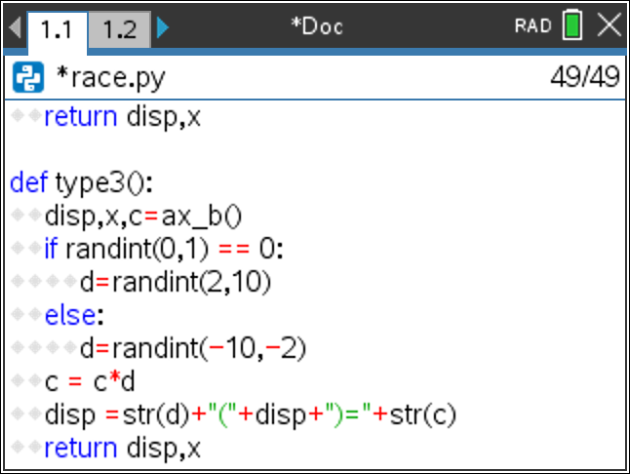 1.1 1.2 *Doc RAD
*race.py 49/49
return disp,x
def type3():
disp,x,c=ax_b()
if randint(0,1) == 0:
d=randint(2,10)
else:
d=randint(−10,−2)
c = c*d
disp =str(d)+"("+disp+")="+str(c)
return disp,x